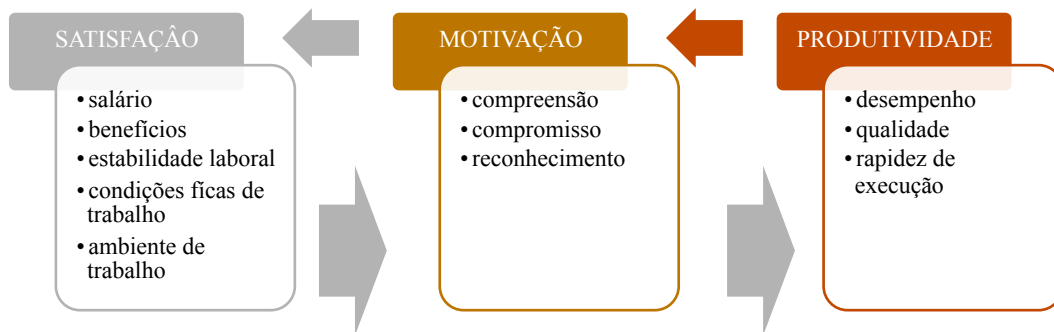 SATISFAÇÂO
• salário
• benefícios
• estabilidade laboral
• condições fícas de
trabalho
• ambiente de
trabalho
MOTIVAÇÃO
• compreensão
• compromisso
• reconhecimento
PRODUTIVIDADE
• desempenho
• qualidade
• rapidez de
execução